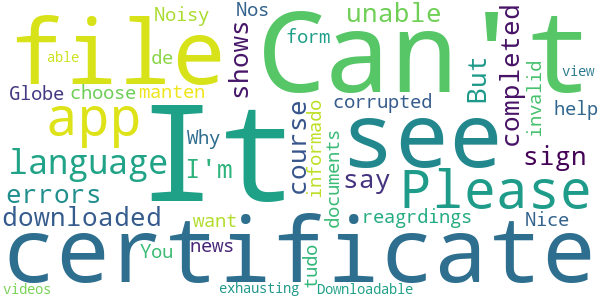 Noisy Nos unable
file Can't
form shows able de
Globe choose manten
app Why corrupted
completed But invalid view help
It see course
language I'm informado
documents say sign
errors Please
downloaded want reagrdings Nice
You news
certificate
videos exhausting tudo Downloadable